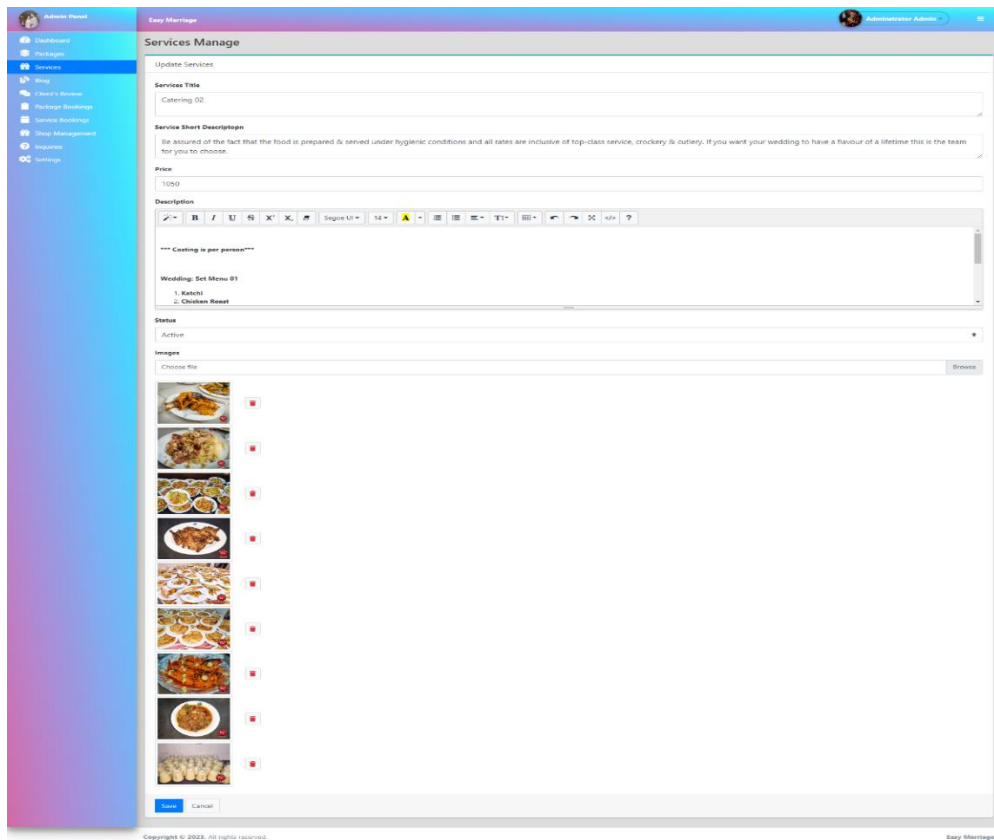 Admin Panel
Easy Marriage
Adminstrator Admin
Dashboard
Packages
Services
Blog
Client's Review
Package Bookings
Service Bookings
Shop Management
Inquiries
Settings
Services Manage
Update Services
Services Title
Catering 02
Service Short Descriptopn
Be assured of the fact that the food is prepared & served under hygienic conditions and all rates are inclusive of top-class service, crockery & cutlery. If you want your wedding to have a flavour of a lifetime this is the team
for you to choose.
Price
1050
Description
B I U S X² X₂ Segoe UI 14 A </> ?
*** Costing is per person***
Wedding: Set Menu 01
1. Katchi
2. Chicken Roast
Status
Active
Images
Choose file Browse
Save Cancel
Copyright © 2023. All rights reserved.
Easy Marriage